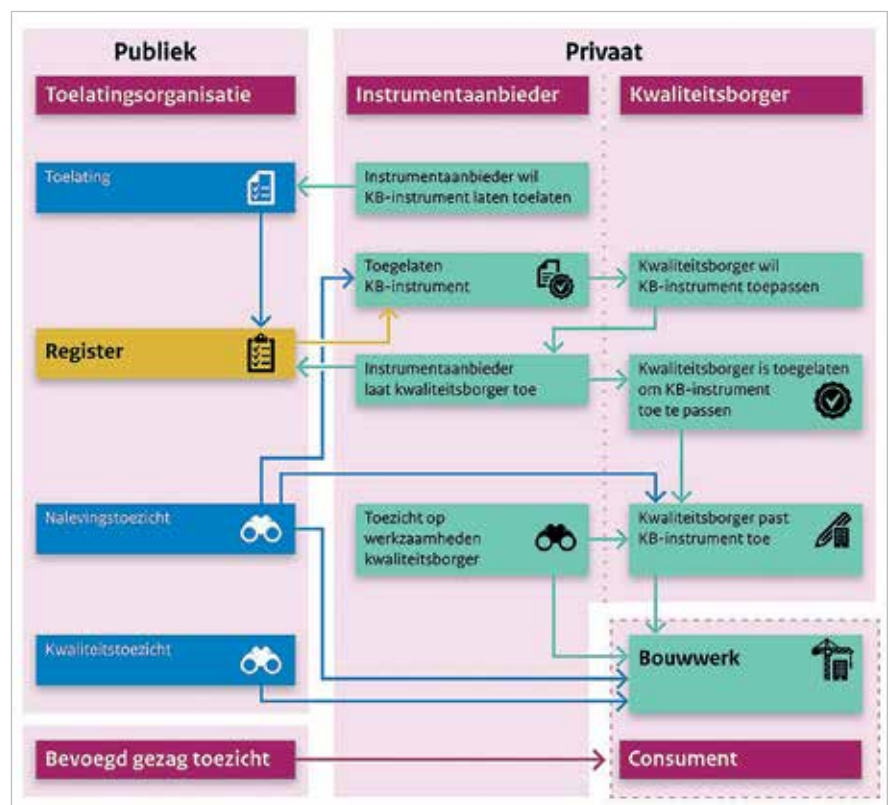 Publiek
Privaat
Toelatingsorganisatie
Instrumentaanbieder
Kwaliteitsborger
Toelating
Instrumentaanbieder wil
KB-instrument laten toelaten
Toegelaten
KB-instrument
Kwaliteitsborger wil
KB-instrument toepassen
Register
Instrumentaanbieder
laat kwaliteitsborger toe
Kwaliteitsborger is toegelaten
om KB-instrument
toe te passen
Nalevingstoezicht
Toezicht op
werkzaamheden
kwaliteitsborger
Kwaliteitsborger past
KB-instrument toe
Kwaliteitstoezicht
Bouwwerk
Bevoegd gezag toezicht
Consument